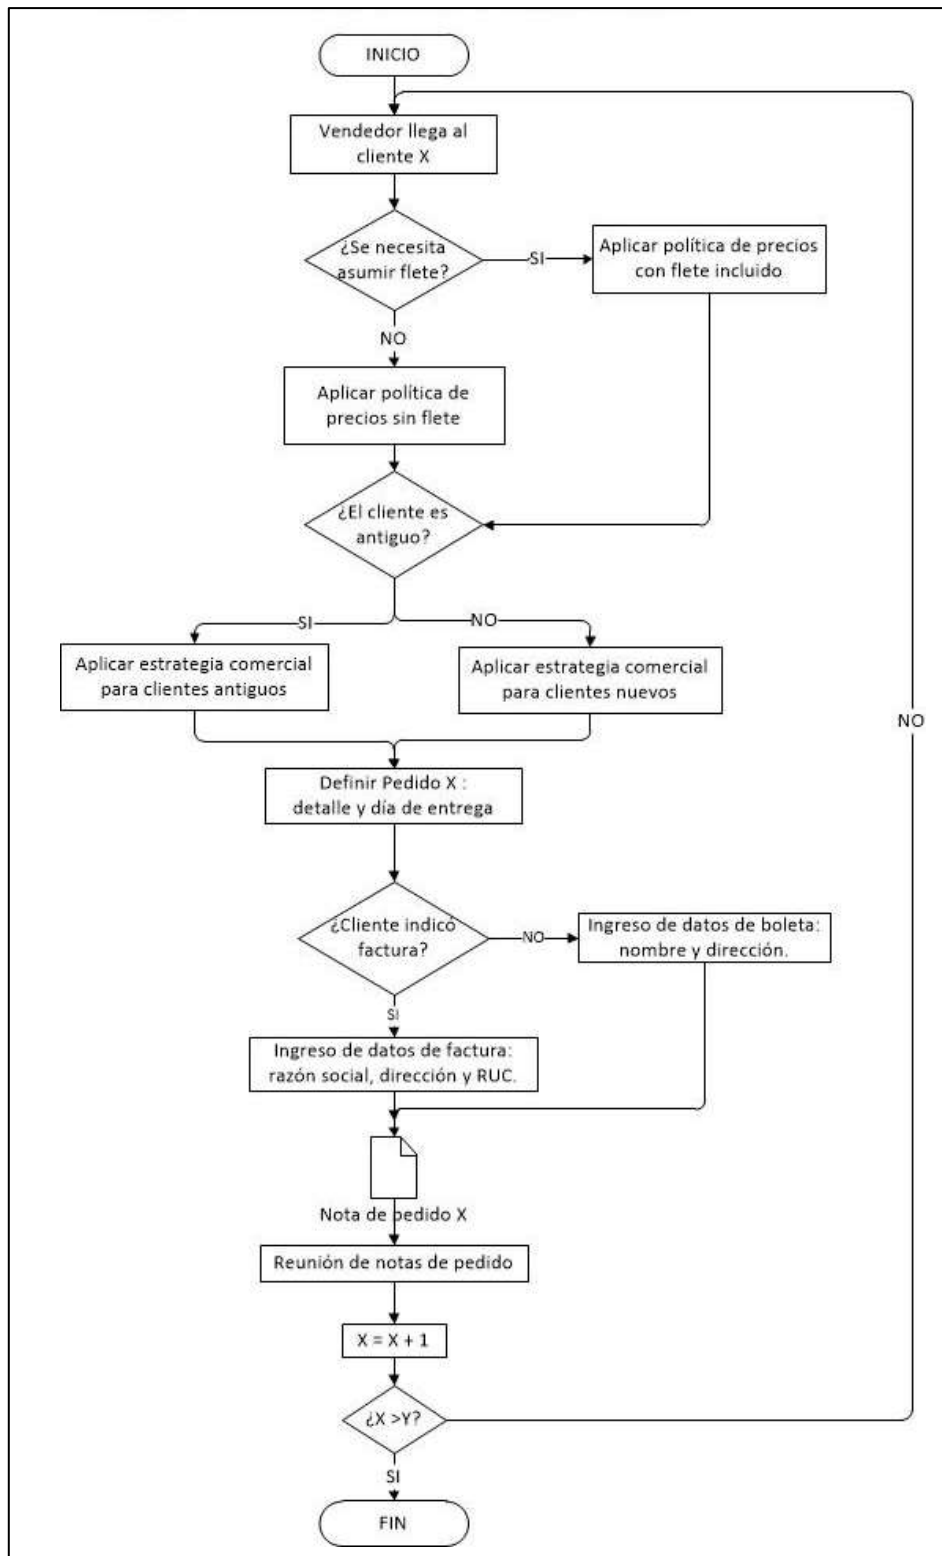 INICIO
Vendedor llega al
cliente X
¿Se necesita
asumir flete?
SI
Aplicar política de precios
con flete incluido
NO
Aplicar política de
precios sin flete
¿El cliente es
antiguo?
SI
NO
Aplicar estrategia comercial
para clientes antiguos
Aplicar estrategia comercial
para clientes nuevos
NO
Definir Pedido X :
detalle y día de entrega
¿Cliente indicó
factura?
NO
Ingreso de datos de boleta:
nombre y dirección.
SI
Ingreso de datos de factura:
razón social, dirección y RUC.
Nota de pedido X
Reunión de notas de pedido
X = X + 1
¿X >Y?
SI
FIN